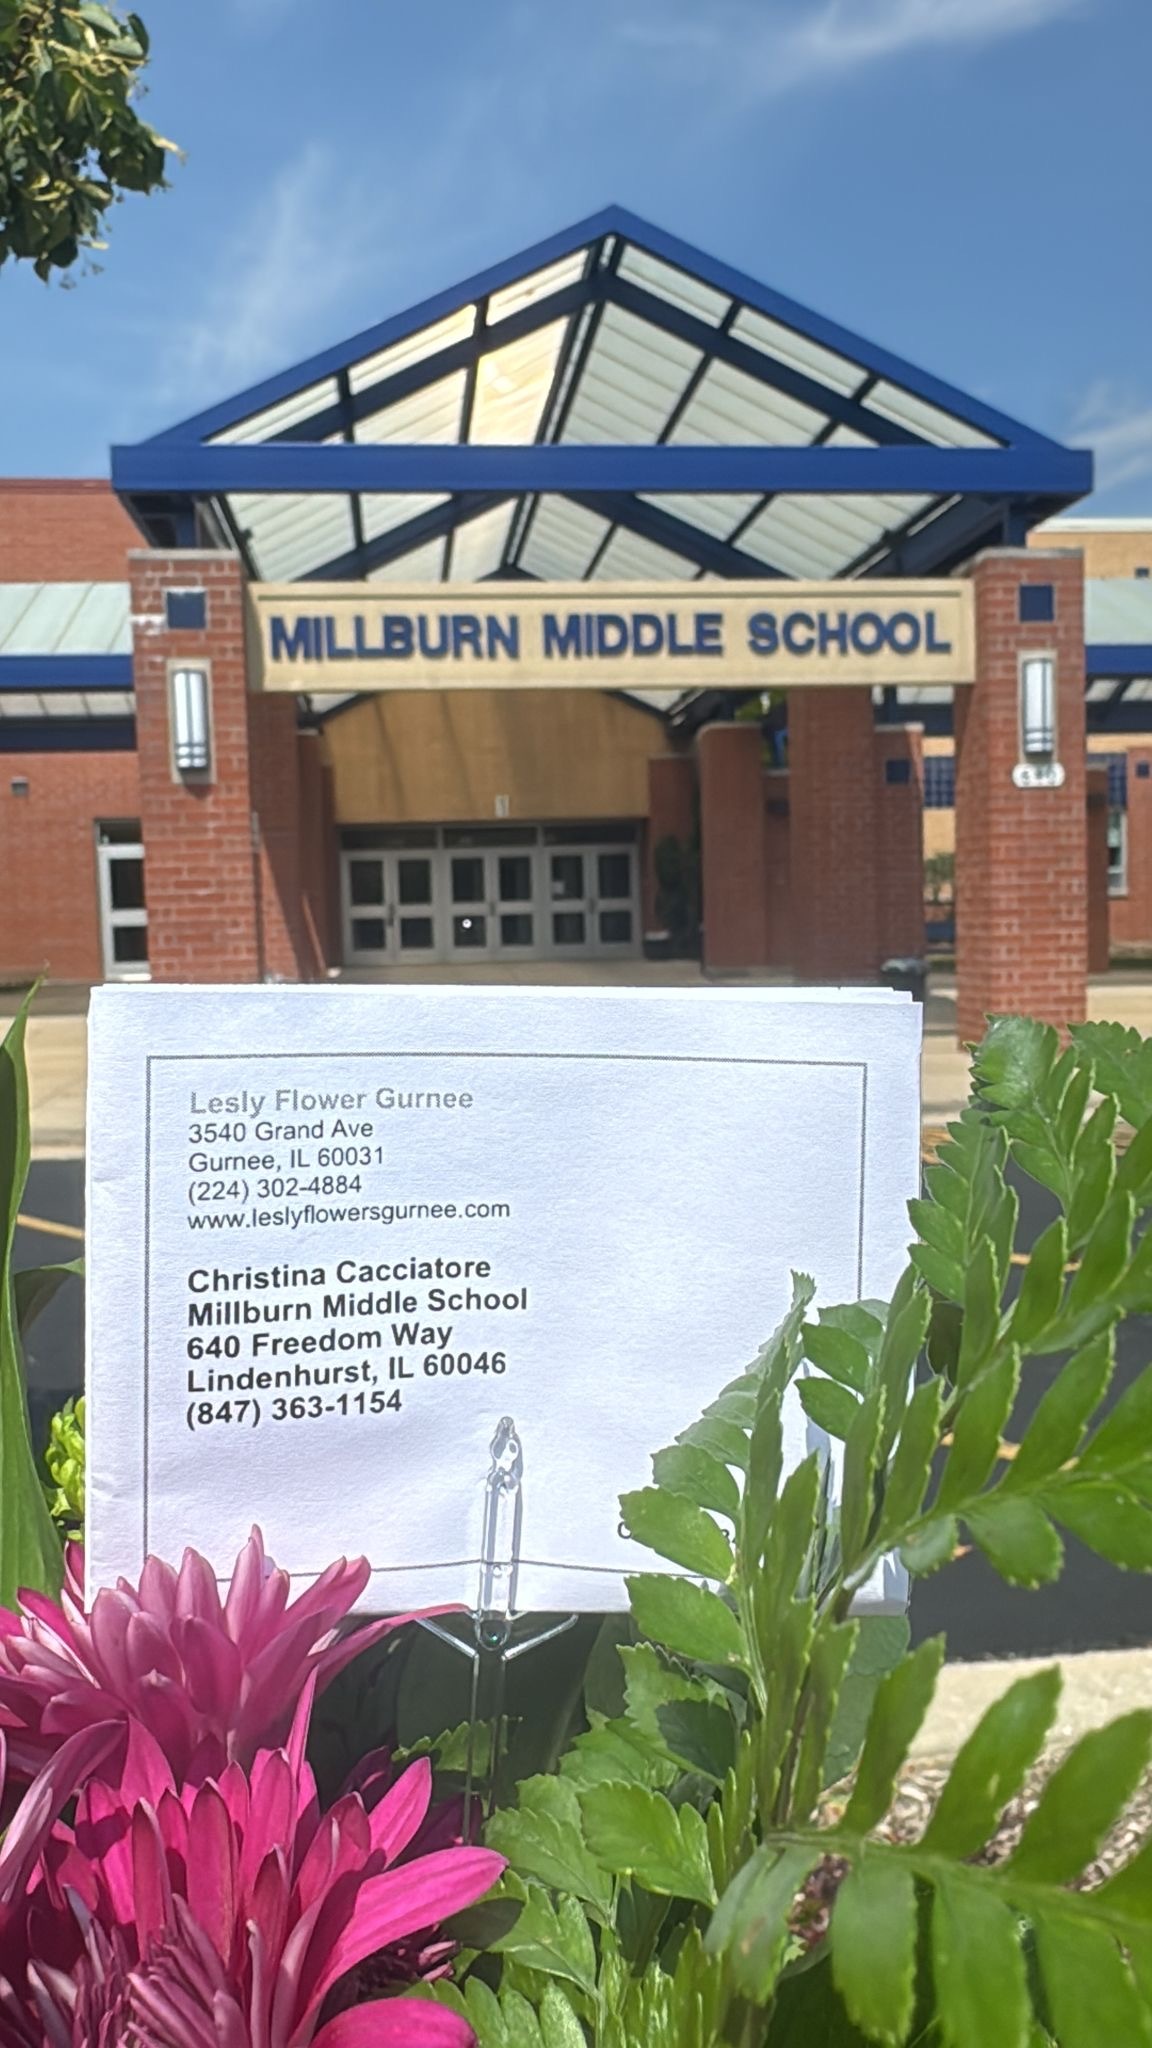 MILLBURN MIDDLE SCHOOL
640
Lesly Flower Gurnee
3540 Grand Ave
Gurnee, IL 60031
(224) 302-4884
www.leslyflowersgurnee.com
Christina Cacciatore
Millburn Middle School
640 Freedom Way
Lindenhurst, IL 60046
(847) 363-1154